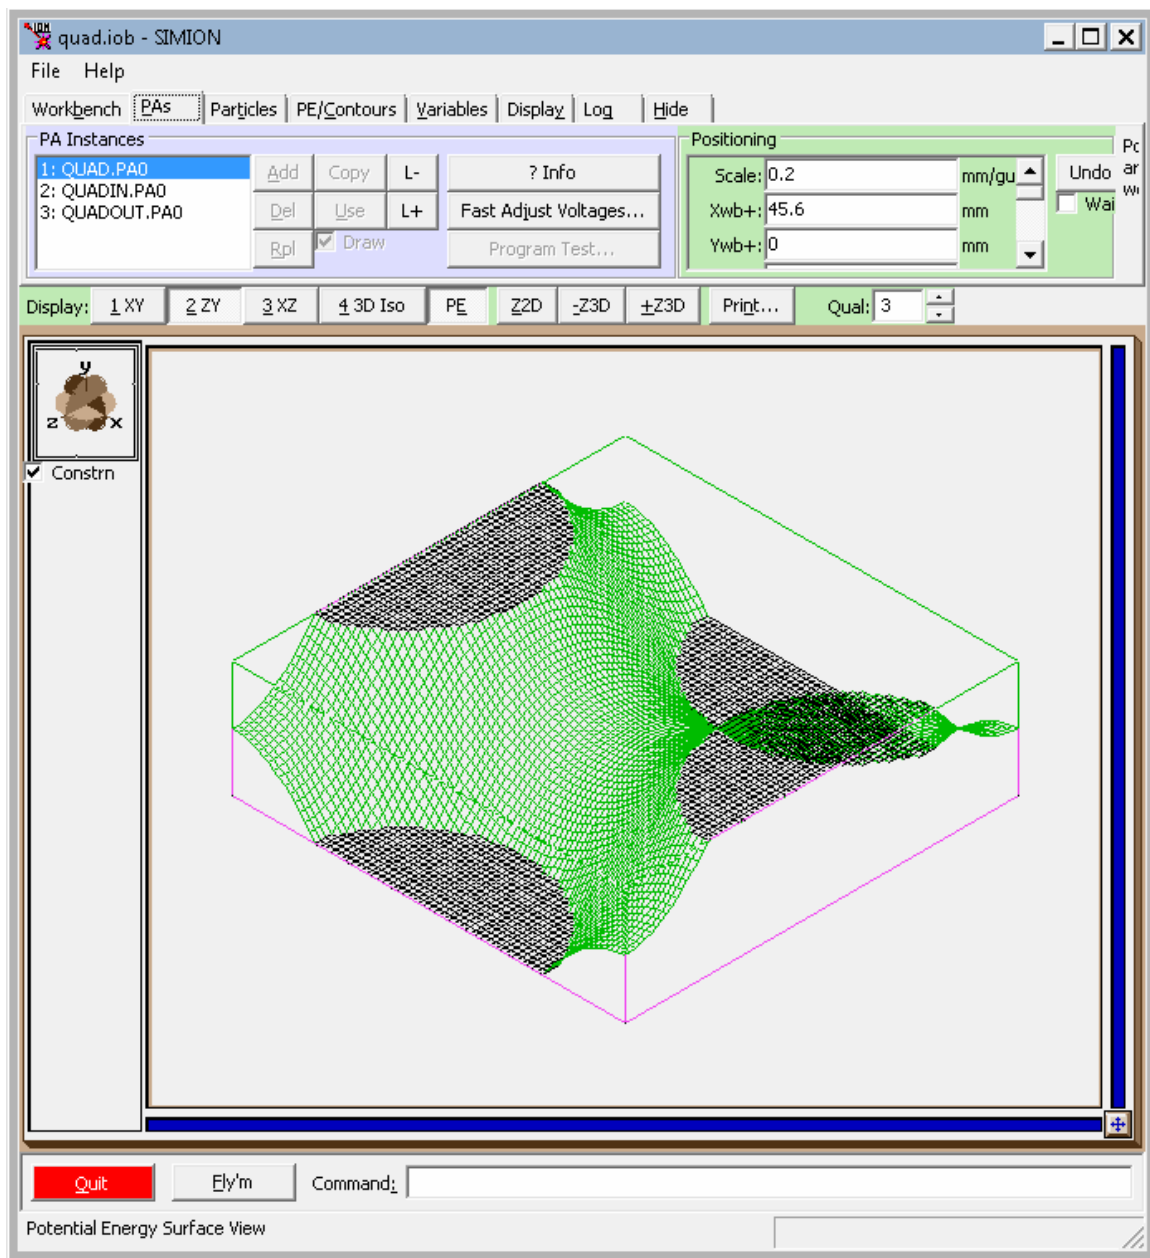 quad.iob - SIMION
File Help
Workbench PAs Particles PE/Contours Variables Display Log Hide
PA Instances
1: QUAD.PA0
2: QUADIN.PA0
3: QUADOUT.PA0
Add Copy L- ? Info
Del Use L+ Fast Adjust Voltages...
Rpl Draw Program Test...
Positioning
Scale: 0.2 mm/gu
Xwb+: 45.6 mm
Ywb+: 0 mm
Undo
Wai
Display: 1 XY 2 ZY 3 XZ 4 3D Iso PE Z2D -Z3D +Z3D Print... Qual: 3
y
z x
Constrn
Quit Fly'm Command:
Potential Energy Surface View